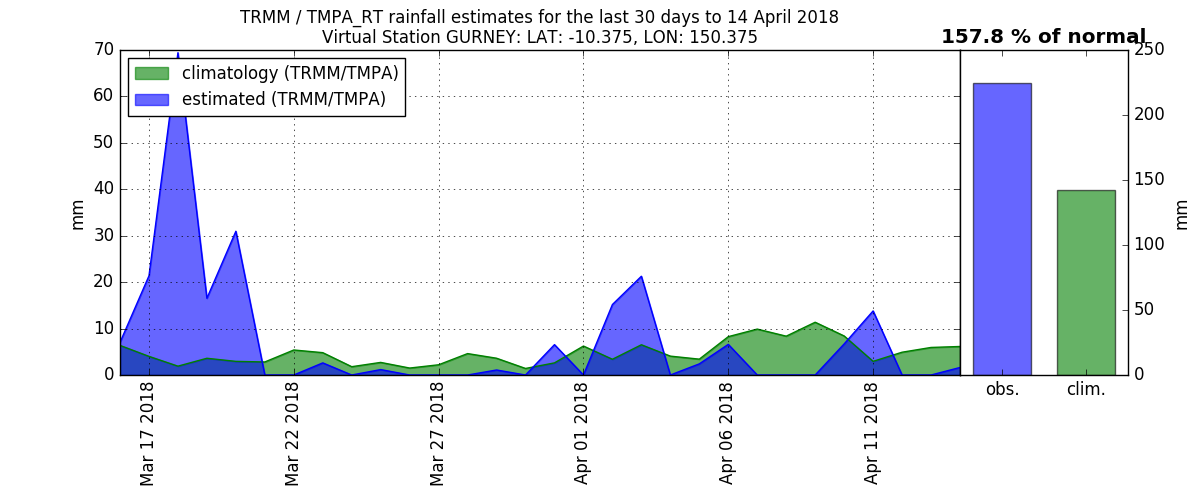 TRMM / TMPA_RT rainfall estimates for the last 30 days to 14 April 2018
Virtual Station GURNEY: LAT: -10.375, LON: 150.375
157.8 % of normal
climatology (TRMM/TMPA)
estimated (TRMM/TMPA)
70
60
50
40
30
20
10
0
mm
250
200
150
100
50
0
mm
Mar 17 2018
Mar 22 2018
Mar 27 2018
Apr 01 2018
Apr 06 2018
Apr 11 2018
obs.
clim.